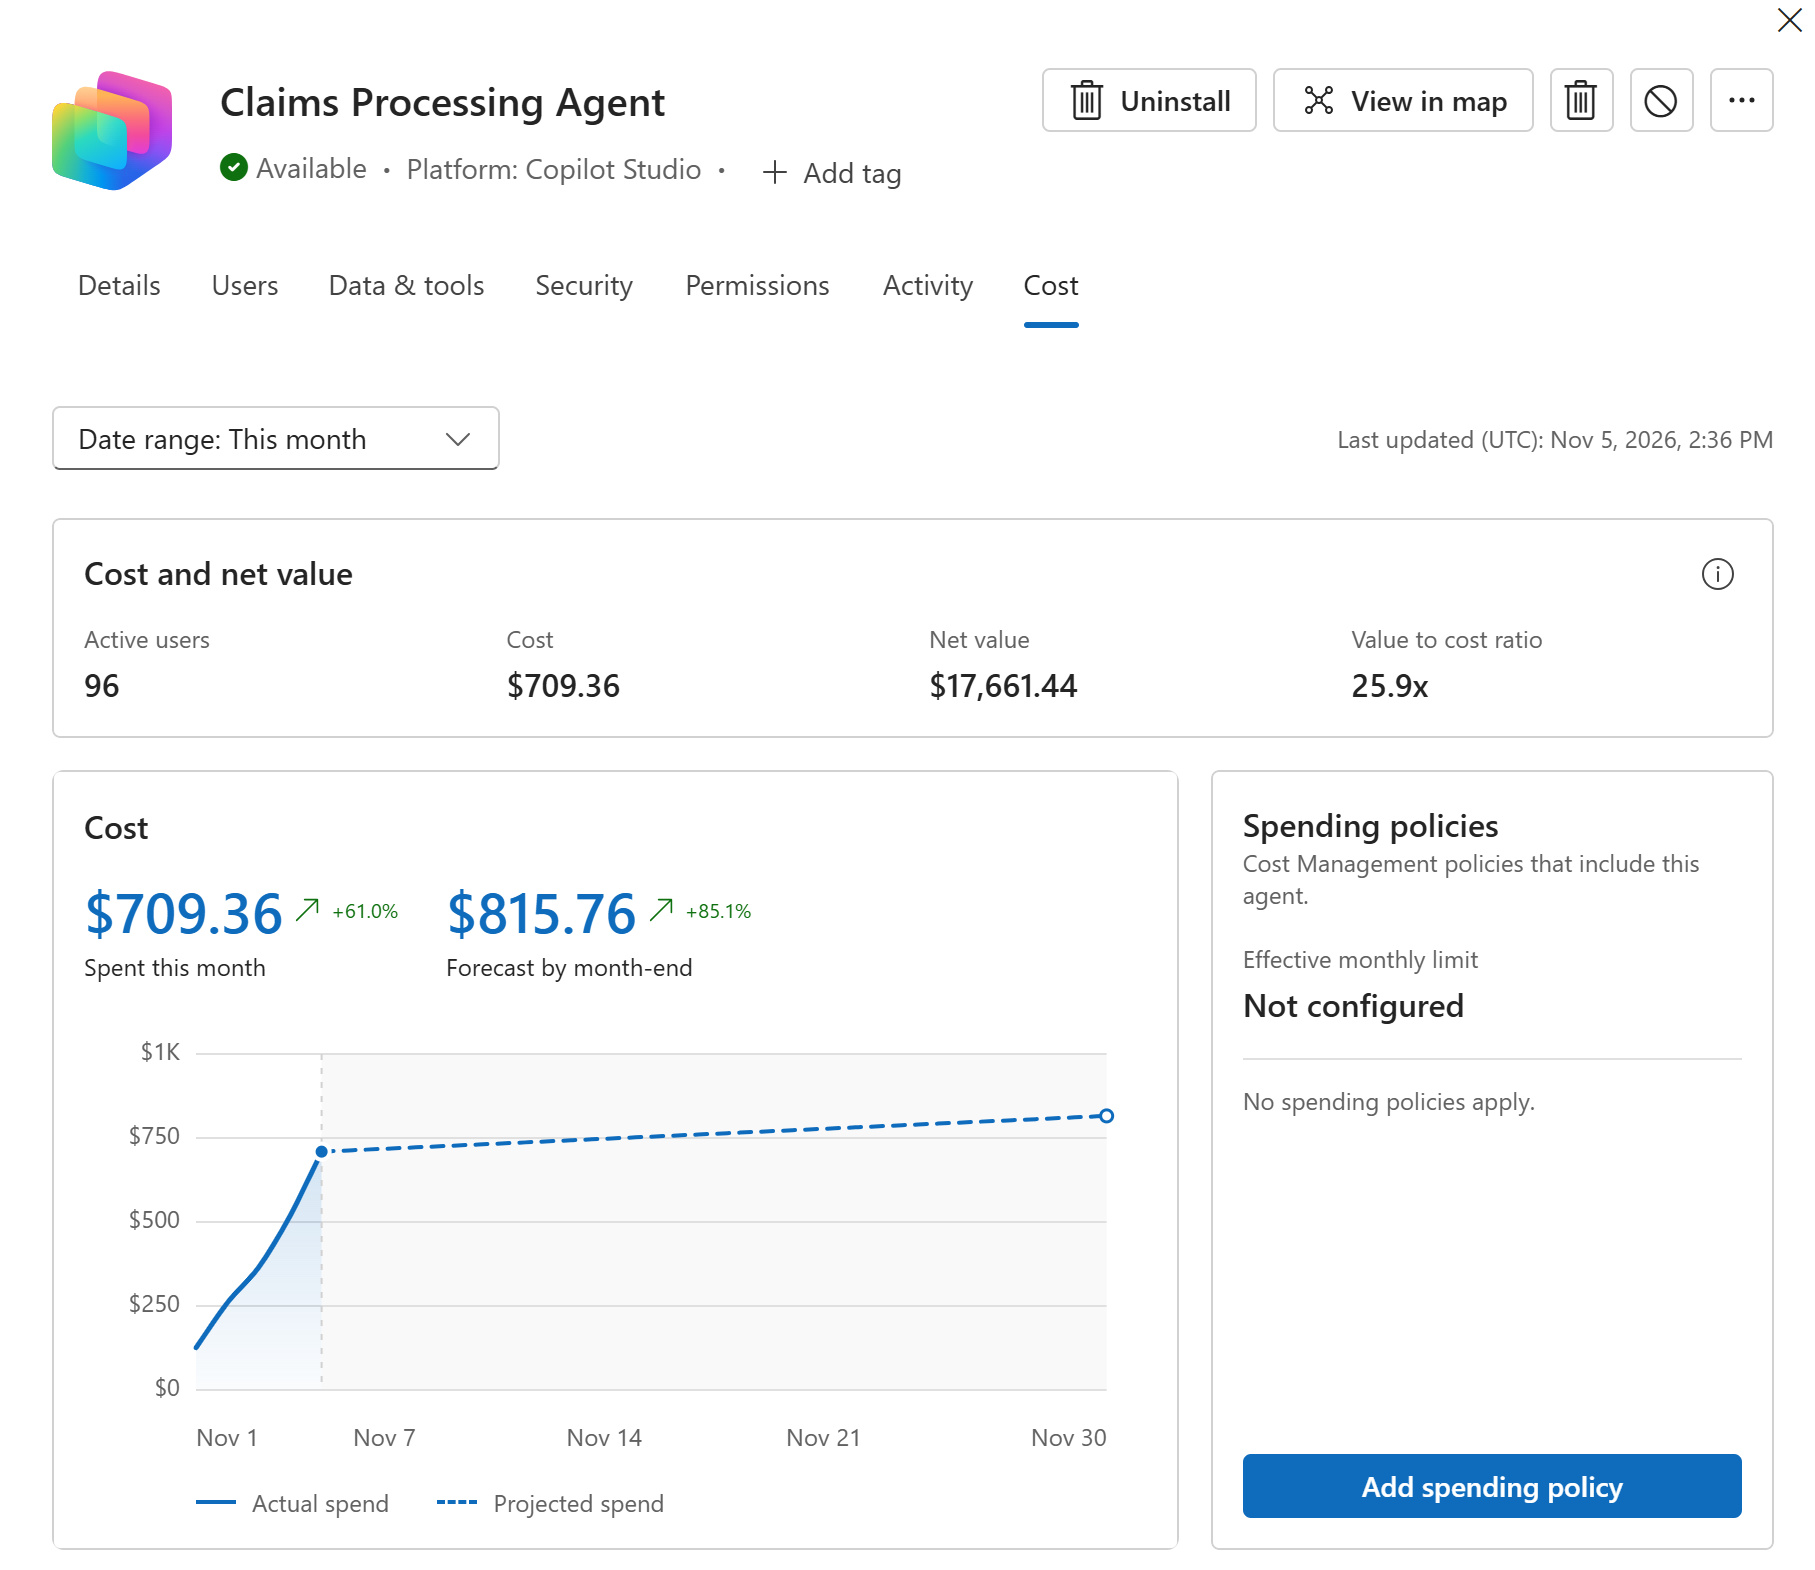 Claims Processing Agent
Uninstall
View in map
Available • Platform: Copilot Studio • + Add tag
Details Users Data & tools Security Permissions Activity Cost
Date range: This month
Last updated (UTC): Nov 5, 2026, 2:36 PM
Cost and net value
Active users
96
Cost
$709.36
Net value
$17,661.44
Value to cost ratio
25.9x
Cost
$709.36 +61.0%
Spent this month
$815.76 +85.1%
Forecast by month-end
$1K
$750
$500
$250
$0
Nov 1 Nov 7 Nov 14 Nov 21 Nov 30
Actual spend Projected spend
Spending policies
Cost Management policies that include this
agent.
Effective monthly limit
Not configured
No spending policies apply.
Add spending policy